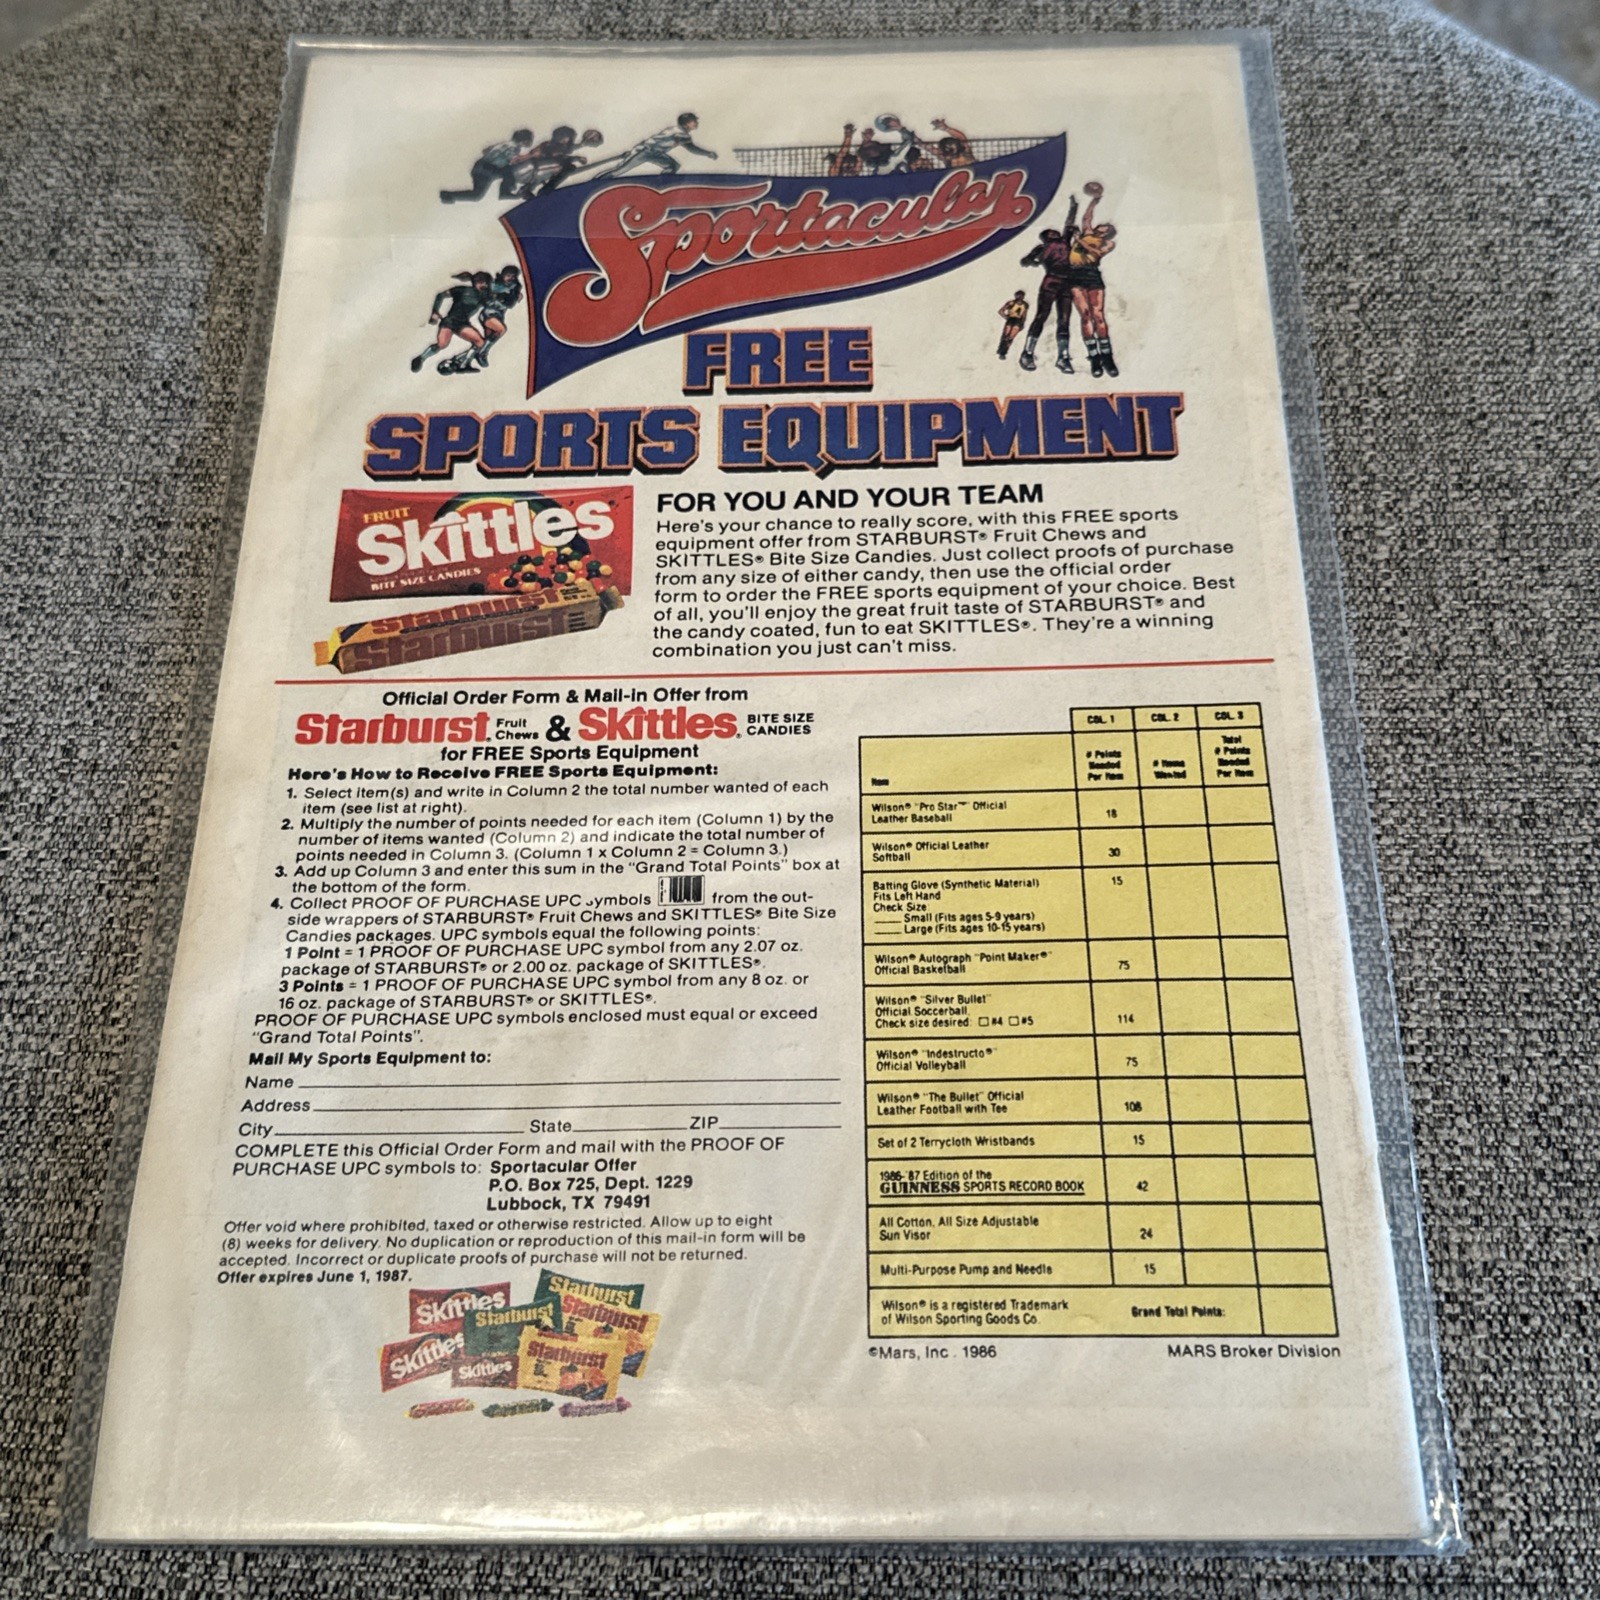 Sportacular
FREE
SPORTS EQUIPMENT
FRUIT
Skittles
BITE SIZE CANDIES
Starburst
Starburst
FOR YOU AND YOUR TEAM
Here's your chance to really score, with this FREE sports
equipment offer from STARBURST® Fruit Chews and
SKITTLES® Bite Size Candies. Just collect proofs of purchase
from any size of either candy, then use the official order
form to order the FREE sports equipment of your choice. Best
of all, you'll enjoy the great fruit taste of STARBURST® and
the candy coated, fun to eat SKITTLES®. They're a winning
combination you just can't miss.
Official Order Form & Mail-in Offer from
Starburst® Fruit Chews & Skittles® BITE SIZE CANDIES
for FREE Sports Equipment
Here's How to Receive FREE Sports Equipment:
1. Select item(s) and write in Column 2 the total number wanted of each
item (see list at right).
2. Multiply the number of points needed for each item (Column 1) by the
number of items wanted (Column 2) and indicate the total number of
points needed in Column 3. (Column 1 x Column 2 = Column 3.)
3. Add up Column 3 and enter this sum in the "Grand Total Points" box at
the bottom of the form.
4. Collect PROOF OF PURCHASE UPC symbols from the out-
side wrappers of STARBURST® Fruit Chews and SKITTLES® Bite Size
Candies packages. UPC symbols equal the following points:
1 Point = 1 PROOF OF PURCHASE UPC symbol from any 2.07 oz.
package of STARBURST® or 2.00 oz. package of SKITTLES®.
3 Points = 1 PROOF OF PURCHASE UPC symbol from any 8 oz. or
16 oz. package of STARBURST® or SKITTLES®.
PROOF OF PURCHASE UPC symbols enclosed must equal or exceed
"Grand Total Points".
Mail My Sports Equipment to:
Name
Address
City State ZIP
COMPLETE this Official Order Form and mail with the PROOF OF
PURCHASE UPC symbols to: Sportacular Offer
P.O. Box 725, Dept. 1229
Lubbock, TX 79491
Offer void where prohibited, taxed or otherwise restricted. Allow up to eight
(8) weeks for delivery. No duplication or reproduction of this mail-in form will be
accepted. Incorrect or duplicate proofs of purchase will not be returned.
Offer expires June 1, 1987.
Skittles Starburst
Starburst Starburst
Skittles Skittles Starburst
COL. 1 COL. 2 COL. 3
Item
# Points Needed Per Item
# Items Wanted
Total # Points Needed Per Item
Wilson® "Pro Star™" Official
Leather Baseball 18
Wilson® Official Leather
Softball 30
Batting Glove (Synthetic Material) 15
Fits Left Hand
Check Size:
____ Small (Fits ages 5-9 years)
____ Large (Fits ages 10-15 years)
Wilson® Autograph "Point Maker®"
Official Basketball 75
Wilson® "Silver Bullet"
Official Soccerball,
Check size desired: ☐ #4 ☐ #5 114
Wilson® "Indestructo®"
Official Volleyball 75
Wilson® "The Bullet" Official
Leather Football with Tee 108
Set of 2 Terrycloth Wristbands 15
1986-'87 Edition of the
GUINNESS SPORTS RECORD BOOK 42
All Cotton, All Size Adjustable
Sun Visor 24
Multi-Purpose Pump and Needle 15
Wilson® is a registered Trademark
of Wilson Sporting Goods Co. Grand Total Points:
©Mars, Inc. 1986 MARS Broker Division